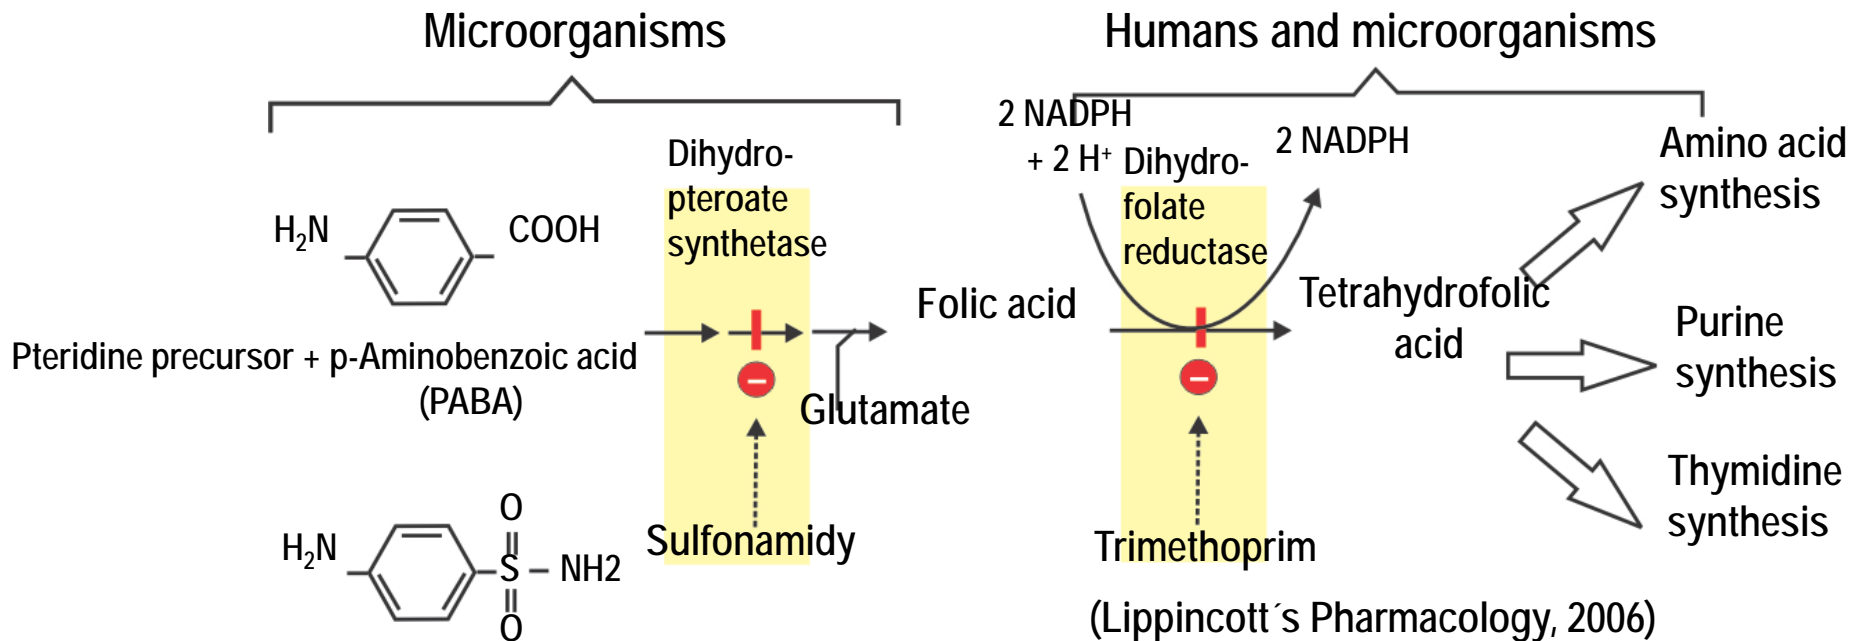 Microorganisms
Humans and microorganisms
Dihydro-
pteroate
synthetase
H₂N
COOH
Pteridine precursor + p-Aminobenzoic acid
(PABA)
Glutamate
Folic acid
Sulfonamidy
H₂N
O
S
NH2
O
2 NADPH
+ 2 H⁺
Dihydro-
folate
reductase
2 NADPH
Tetrahydrofolic
acid
Trimethoprim
Amino acid
synthesis
Purine
synthesis
Thymidine
synthesis
(Lippincott´s Pharmacology, 2006)